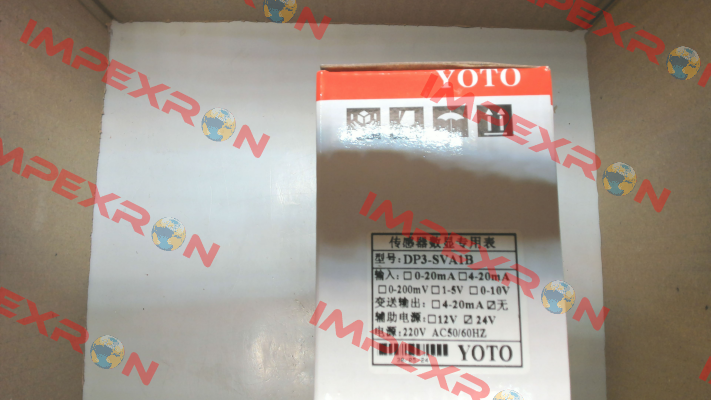 YOTO
传感器数显专用表
型号:DP3-SVA1B
输入:□0-20mA□4-20mA
□0-200mV□1-5V □0-10V
变送输出:□4-20mA☑无
辅助电源:□12V ☑24V
电源:220V AC50/60HZ
YOTO
IMPEXRON
IMPEXRON
IMPEXRON
IMPEXRON
IMPEXRON
IMPEXRON
IMPEXRON
IMPEXRON